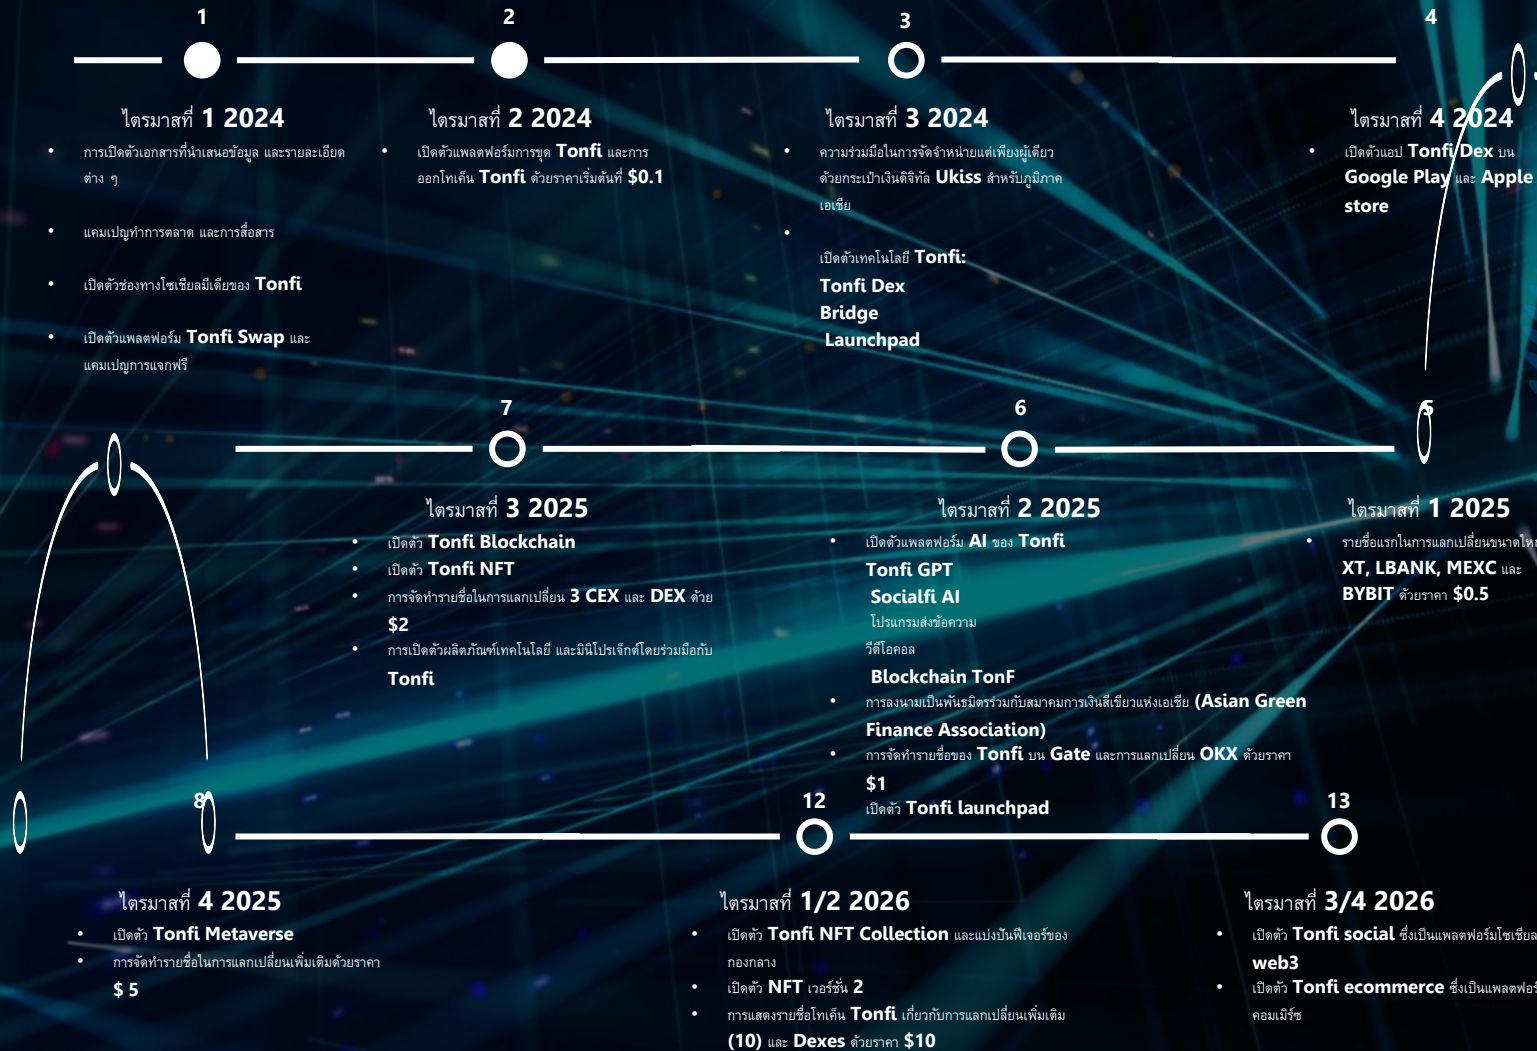 1
ไตรมาสที่ 1 2024
• การเปิดตัวเอกสารที่นำเสนอข้อมูล และรายละเอียด
ต่าง ๆ
• แคมเปญทำการตลาด และการสื่อสาร
• เปิดตัวช่องทางโซเชียลมีเดียของ Tonfi
• เปิดตัวแพลตฟอร์ม Tonfi Swap และ
แคมเปญการแจกฟรี
2
ไตรมาสที่ 2 2024
• เปิดตัวแพลตฟอร์มการขุด Tonfi และการ
ออกโทเค็น Tonfi ด้วยราคาเริ่มต้นที่ $0.1
3
ไตรมาสที่ 3 2024
• ความร่วมมือในการจัดจำหน่ายแต่เพียงผู้เดียว
ด้วยกระเป๋าเงินดิจิทัล Ukiss สำหรับภูมิภาค
เอเชีย
•
เปิดตัวเทคโนโลยี Tonfi:
Tonfi Dex
Bridge
Launchpad
4
ไตรมาสที่ 4 2024
• เปิดตัวแอป Tonfi Dex บน
Google Play และ Apple
store
5
ไตรมาสที่ 1 2025
• รายชื่อแรกในการแลกเปลี่ยนขนาดให
XT, LBANK, MEXC และ
BYBIT ด้วยราคา $0.5
6
ไตรมาสที่ 2 2025
• เปิดตัวแพลตฟอร์ม AI ของ Tonfi
Tonfi GPT
Socialfi AI
โปรแกรมส่งข้อความ
วีดีโอคอล
Blockchain TonF
• การลงนามเป็นพันธมิตรร่วมกับสมาคมการเงินสีเขียวแห่งเอเชีย (Asian Green
Finance Association)
• การจัดทำรายชื่อของ Tonfi บน Gate และการแลกเปลี่ยน OKX ด้วยราคา
$1
เปิดตัว Tonfi launchpad
7
ไตรมาสที่ 3 2025
• เปิดตัว Tonfi Blockchain
• เปิดตัว Tonfi NFT
• การจัดทำรายชื่อในการแลกเปลี่ยน 3 CEX และ DEX ด้วย
$2
• การเปิดตัวผลิตภัณฑ์เทคโนโลยี และมินิโปรเจ็กต์โดยร่วมมือกับ
Tonfi
8
ไตรมาสที่ 4 2025
• เปิดตัว Tonfi Metaverse
• การจัดทำรายชื่อในการแลกเปลี่ยนเพิ่มเติมด้วยราคา
$ 5
12
ไตรมาสที่ 1/2 2026
• เปิดตัว Tonfi NFT Collection และแบ่งปันฟีเจอร์ของ
กองกลาง
• เปิดตัว NFT เวอร์ชั่น 2
• การแสดงรายชื่อโทเค็น Tonfi เกี่ยวกับการแลกเปลี่ยนเพิ่มเติม
(10) และ Dexes ด้วยราคา $10
13
ไตรมาสที่ 3/4 2026
• เปิดตัว Tonfi social ซึ่งเป็นแพลตฟอร์มโซเชียล
web3
• เปิดตัว Tonfi ecommerce ซึ่งเป็นแพลตฟอร์
คอมเมิร์ซ